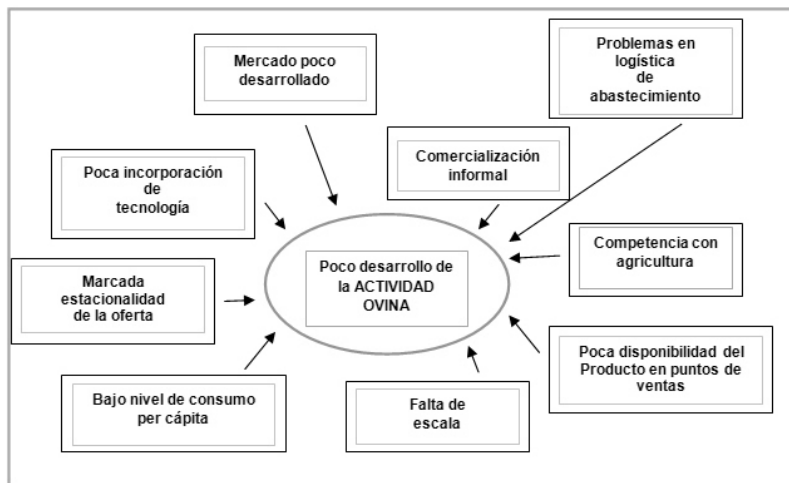 Mercado poco
desarrollado
Problemas en
logística
de
abastecimiento
Comercialización
informal
Poca incorporación
de
tecnología
Competencia con
agricultura
Poco desarrollo de
la ACTIVIDAD
OVINA
Marcada
estacionalidad
de la oferta
Poca disponibilidad del
Producto en puntos de
ventas
Bajo nivel de consumo
per cápita
Falta de
escala